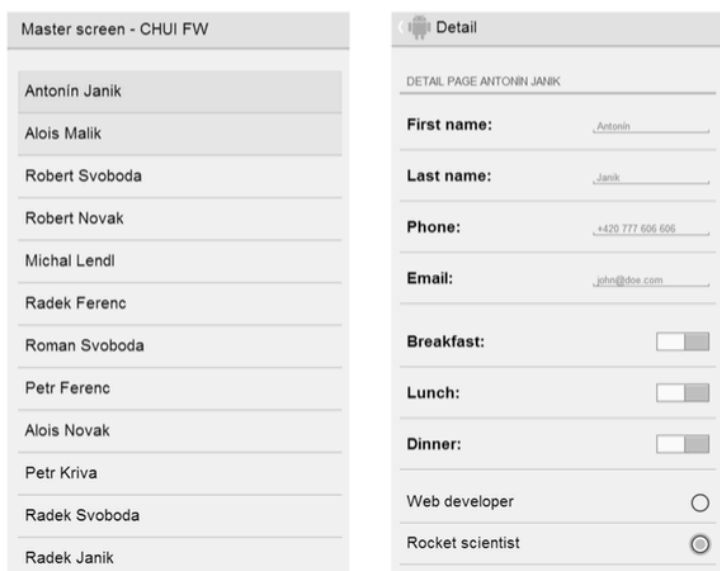 Master screen - CHUI FW
Antonín Janik
Alois Malik
Robert Svoboda
Robert Novak
Michal Lendl
Radek Ferenc
Roman Svoboda
Petr Ferenc
Alois Novak
Petr Kriva
Radek Svoboda
Radek Janik
Detail
DETAIL PAGE ANTONÍN JANIK
First name: Antonín
Last name: Janik
Phone: +420 777 606 606
Email: john@doe.com
Breakfast:
Lunch:
Dinner:
Web developer
Rocket scientist